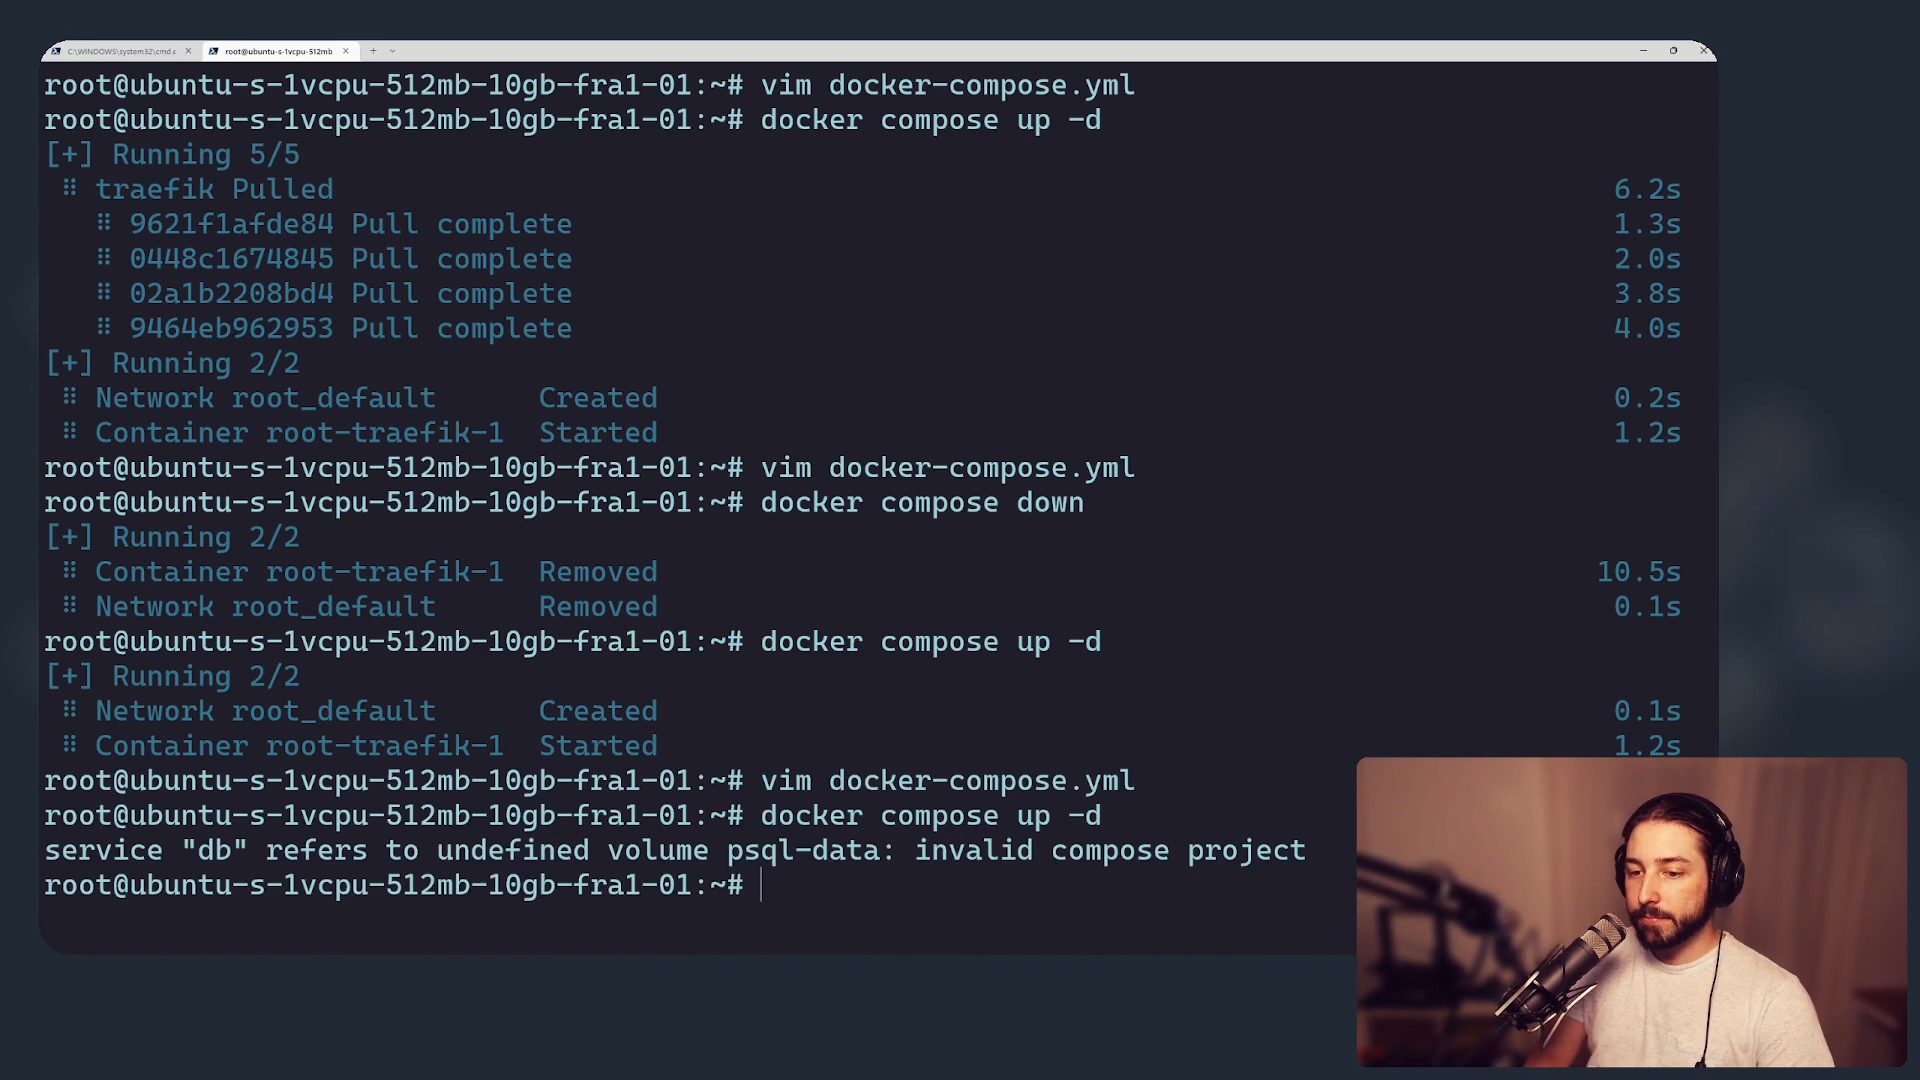 C:\WINDOWS\system32\cmd.e
root@ubuntu-s-1vcpu-512mb
root@ubuntu-s-1vcpu-512mb-10gb-fra1-01:~# vim docker-compose.yml
root@ubuntu-s-1vcpu-512mb-10gb-fra1-01:~# docker compose up -d
[+] Running 5/5
⠿ traefik Pulled 6.2s
⠿ 9621f1afde84 Pull complete 1.3s
⠿ 0448c1674845 Pull complete 2.0s
⠿ 02a1b2208bd4 Pull complete 3.8s
⠿ 9464eb962953 Pull complete 4.0s
[+] Running 2/2
⠿ Network root_default Created 0.2s
⠿ Container root-traefik-1 Started 1.2s
root@ubuntu-s-1vcpu-512mb-10gb-fra1-01:~# vim docker-compose.yml
root@ubuntu-s-1vcpu-512mb-10gb-fra1-01:~# docker compose down
[+] Running 2/2
⠿ Container root-traefik-1 Removed 10.5s
⠿ Network root_default Removed 0.1s
root@ubuntu-s-1vcpu-512mb-10gb-fra1-01:~# docker compose up -d
[+] Running 2/2
⠿ Network root_default Created 0.1s
⠿ Container root-traefik-1 Started 1.2s
root@ubuntu-s-1vcpu-512mb-10gb-fra1-01:~# vim docker-compose.yml
root@ubuntu-s-1vcpu-512mb-10gb-fra1-01:~# docker compose up -d
service "db" refers to undefined volume psql-data: invalid compose project
root@ubuntu-s-1vcpu-512mb-10gb-fra1-01:~#